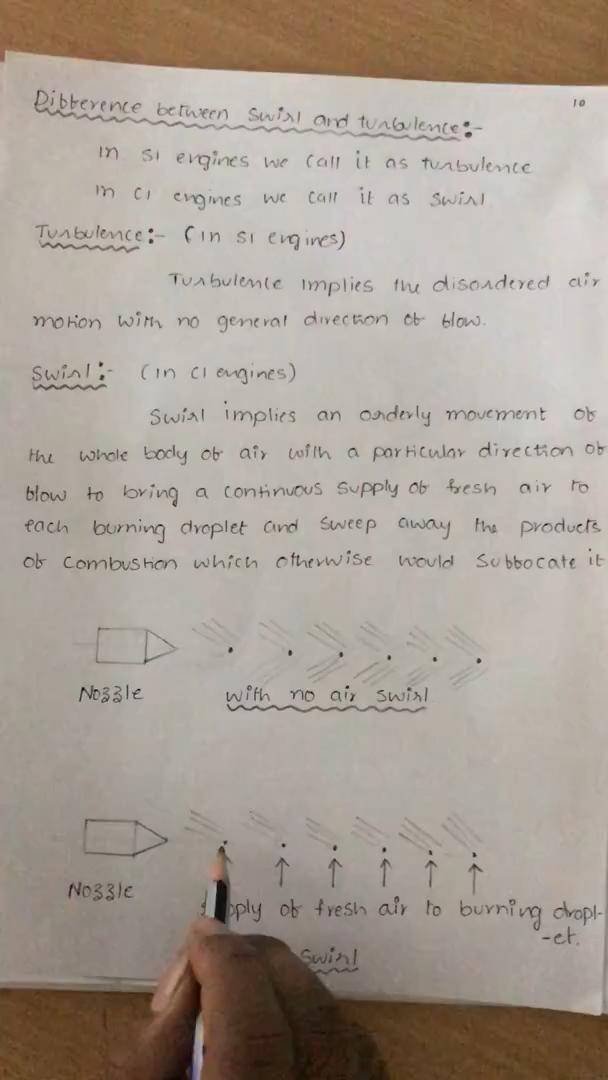 10
Difference between Swirl and turbulence:-
In SI engines we call it as turbulence
In CI engines we call it as swirl
Turbulence:- (In SI engines)
Turbulence implies the disordered air
motion with no general direction of flow.
Swirl:- (In CI engines)
Swirl implies an orderly movement of
the whole body of air with a particular direction of
flow to bring a continuous supply of fresh air to
each burning droplet and sweep away the products
of combustion which otherwise would suffocate it
Nozzle
with no air swirl
Nozzle
of fresh air to burning dropl-
-et.
Swirl